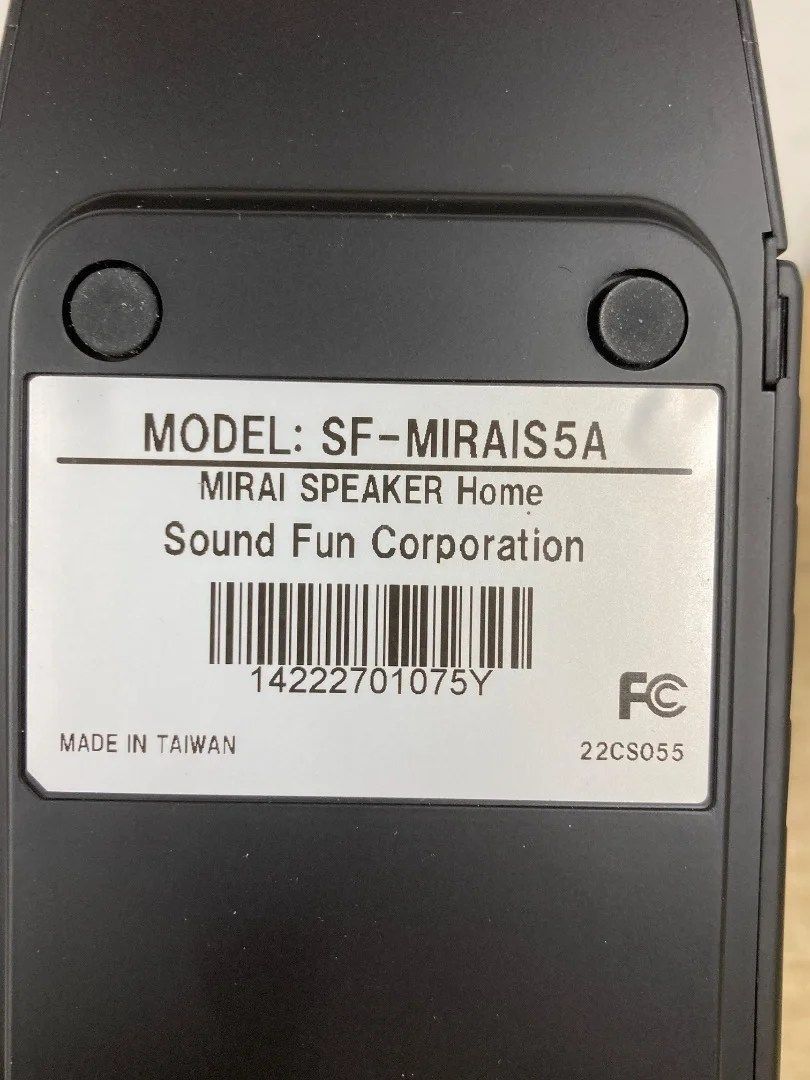 MODEL: SF-MIRAIS5A
MIRAI SPEAKER Home
Sound Fun Corporation
14222701075Y
FC
MADE IN TAIWAN
22CS055